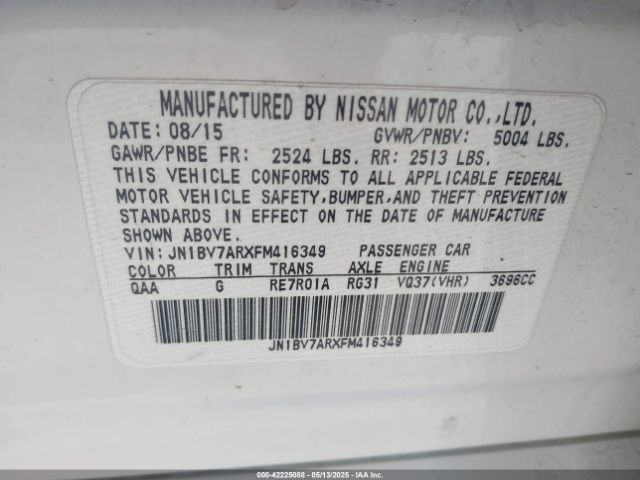 MANUFACTURED BY NISSAN MOTOR CO.,LTD.
DATE: 08/15 GVWR/PNBV: 5004 LBS.
GAWR/PNBE FR: 2524 LBS. RR: 2513 LBS.
THIS VEHICLE CONFORMS TO ALL APPLICABLE FEDERAL
MOTOR VEHICLE SAFETY,BUMPER,AND THEFT PREVENTION
STANDARDS IN EFFECT ON THE DATE OF MANUFACTURE
SHOWN ABOVE.
VIN: JN1BV7ARXFM416349 PASSENGER CAR
COLOR TRIM TRANS AXLE ENGINE
QAA G RE7R01A RG31 VQ37(VHR) 3696CC
JN1BV7ARXFM416349
000-42225088 - 05/13/2025 - IAAI.COM